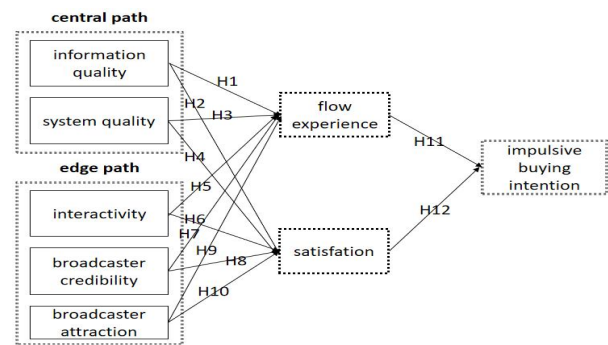 central path
information
quality
system quality
edge path
interactivity
broadcaster
credibility
broadcaster
attraction
H1
H2
H3
H4
H5
H6
H7
H8
H9
H10
flow
experience
satisfation
H11
H12
impulsive
buying
intention